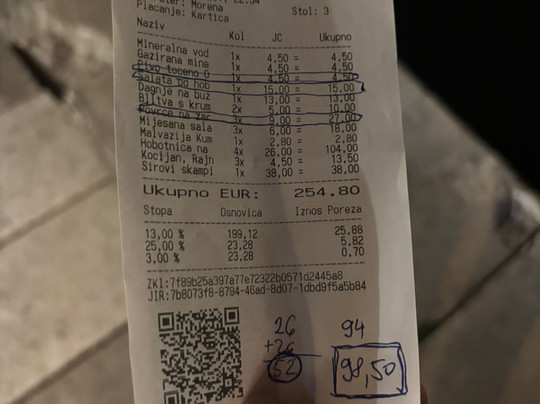 Morena
Placanje: Kartica Stol: 3
Naziv Kol JC Ukupno
Mineralna vod 1x 4.50 = 4.50
Gazirana mine 1x 4.50 = 4.50
Pivo toceno 0 1x 4.50 = 4.50
Salata od hob 1x 15.00 = 15.00
Dagnje na buz 1x 13.00 = 13.00
Blitva s krum 2x 5.00 = 10.00
Povrce na zar 3x 9.00 = 27.00
Mijesana sala 3x 6.00 = 18.00
Malvazija Kum 1x 2.80 = 2.80
Hobotnica na 4x 26.00 = 104.00
Kocijan, Rajn 3x 4.50 = 13.50
Sirovi skampi 1x 38.00 = 38.00
Ukupno EUR: 254.80
Stopa Osnovica Iznos Poreza
13,00 % 199,12 25.88
25,00 % 23.28 5,82
3,00 % 23.28 0,70
ZKI:7f89b25a397a77e72322b0571d2445a8
JIR:7b8073f8-8794-46ad-8d07-1dbd9f5a5b84
26 94
+26
52 98,50